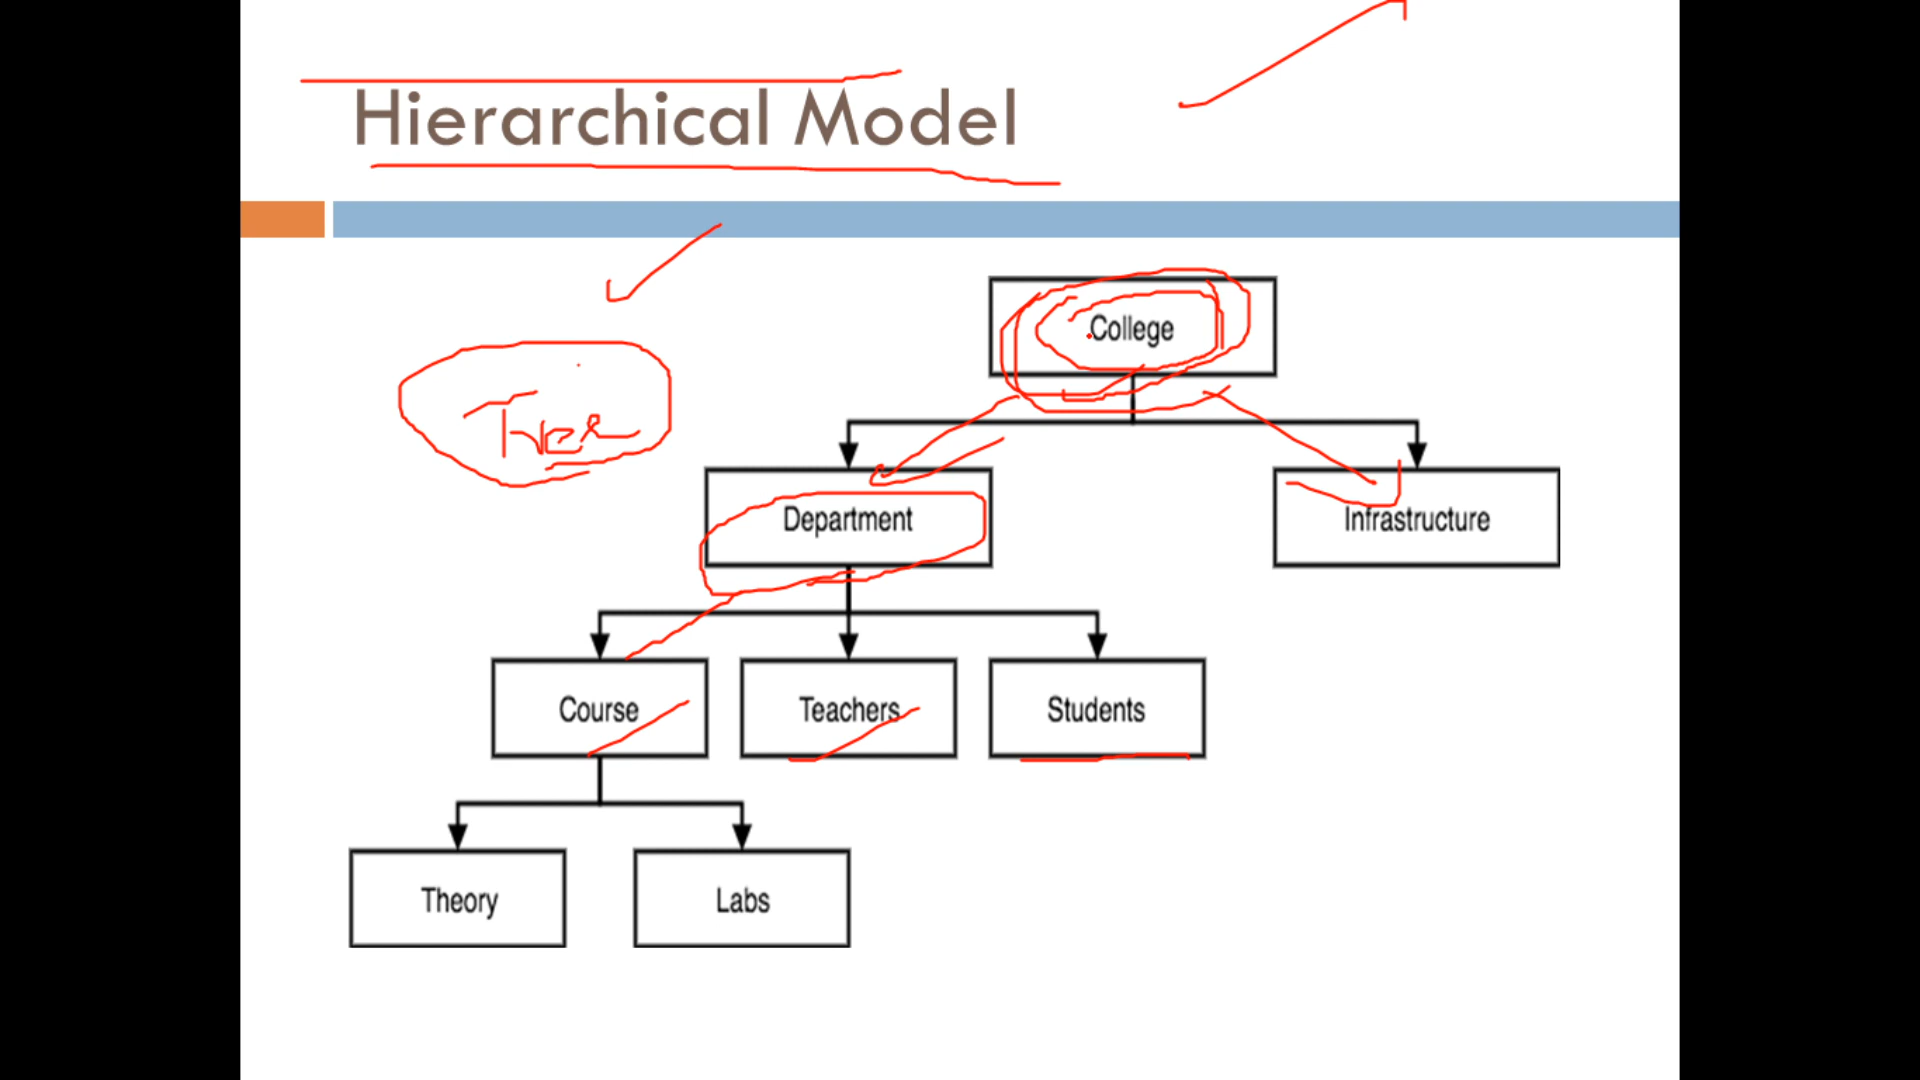 Hierarchical Model
College
Tree
Department
Infrastructure
Course
Teachers
Students
Theory
Labs